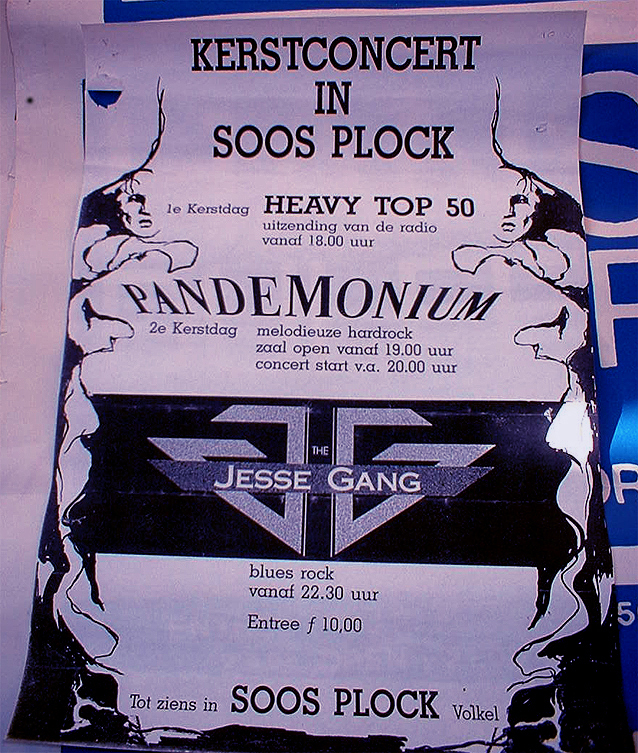 KERSTCONCERT
IN
SOOS PLOCK
1e Kerstdag HEAVY TOP 50
uitzending van de radio
vanaf 18.00 uur
PANDEMONIUM
2e Kerstdag melodieuze hardrock
zaal open vanaf 19.00 uur
concert start v.a. 20.00 uur
THE
JESSE GANG
blues rock
vanaf 22.30 uur
Entree ƒ 10,00
Tot ziens in SOOS PLOCK Volkel